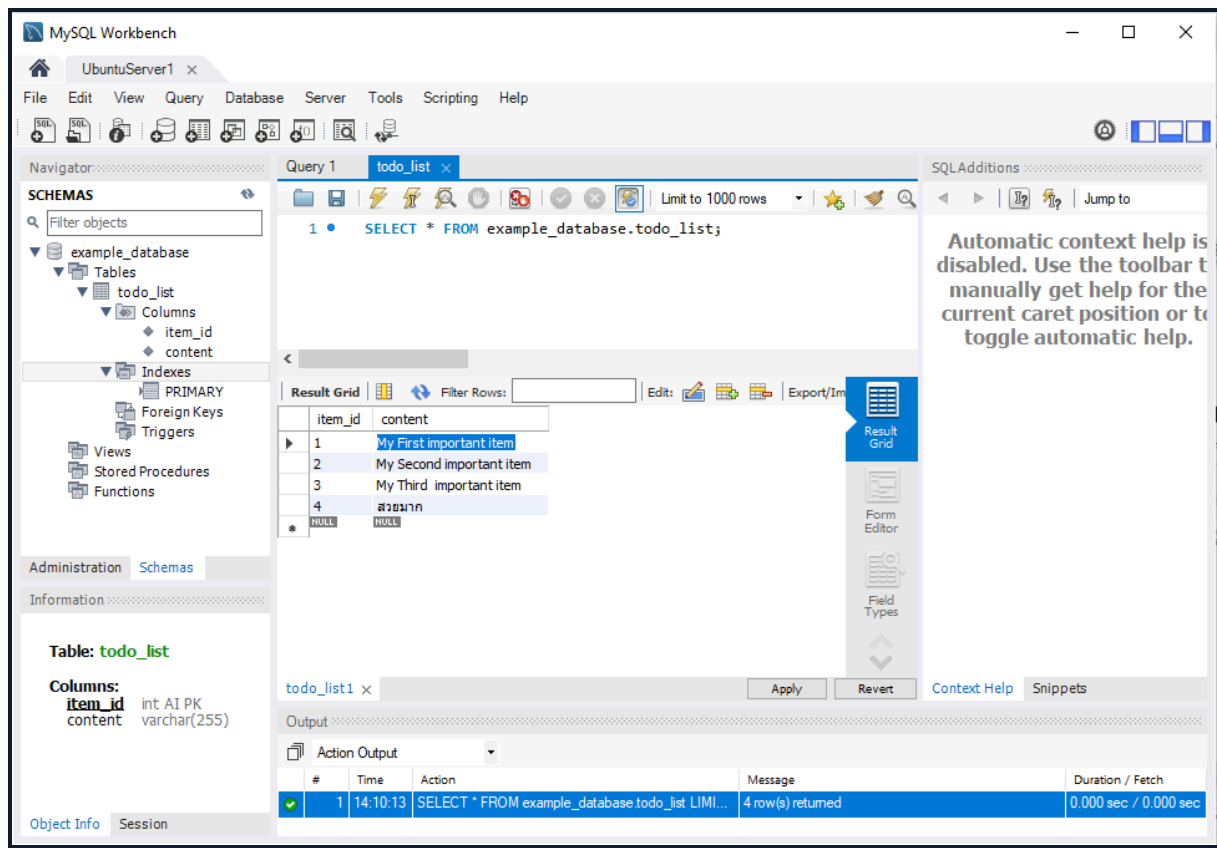 MySQL Workbench
UbuntuServer1
File Edit View Query Database Server Tools Scripting Help
Navigator
SCHEMAS
Filter objects
example_database
Tables
todo_list
Columns
item_id
content
Indexes
PRIMARY
Foreign Keys
Triggers
Views
Stored Procedures
Functions
Administration Schemas
Information
Table: todo_list
Columns:
item_id int AI PK
content varchar(255)
Object Info Session
Query 1 todo_list
Limit to 1000 rows
1 SELECT * FROM example_database.todo_list;
Result Grid Filter Rows: Edit: Export/Im
item_id content
1 My First important item
2 My Second important item
3 My Third important item
4 สวยมาก
NULL NULL
Result
Grid
Form
Editor
Field
Types
todo_list1 Apply Revert
SQLAdditions
Jump to
Automatic context help is
disabled. Use the toolbar t
manually get help for the
current caret position or to
toggle automatic help.
Context Help Snippets
Output
Action Output
# Time Action Message Duration / Fetch
1 14:10:13 SELECT * FROM example_database.todo_list LIMI... 4 row(s) returned 0.000 sec / 0.000 sec